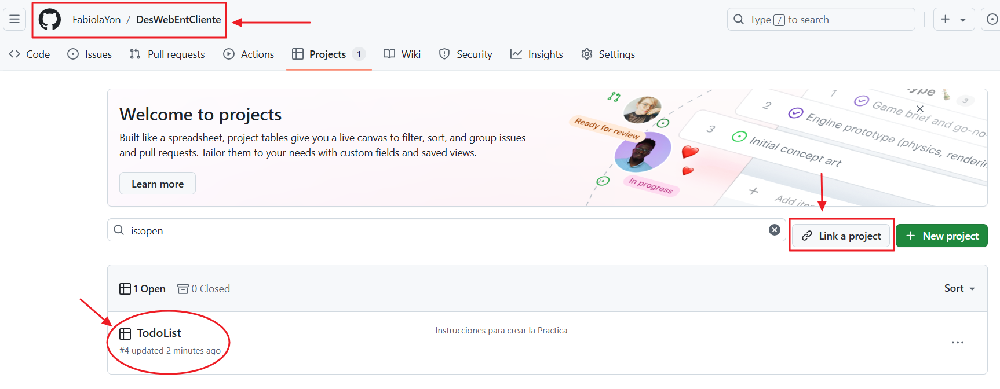 FabiolaYon / DesWebEntCliente
Type / to search
Code Issues Pull requests Actions Projects 1 Wiki Security Insights Settings
Welcome to projects
Built like a spreadsheet, project tables give you a live canvas to filter, sort, and group issues
and pull requests. Tailor them to your needs with custom fields and saved views.
Learn more
Ready for review
In progress
1 Game brief and go-no-
3
2 Engine prototype (physics, renderin
3 Initial concept art
+ Add ite
is:open
Link a project
+ New project
1 Open 0 Closed
Sort
TodoList
Instrucciones para crear la Practica
#4 updated 2 minutes ago